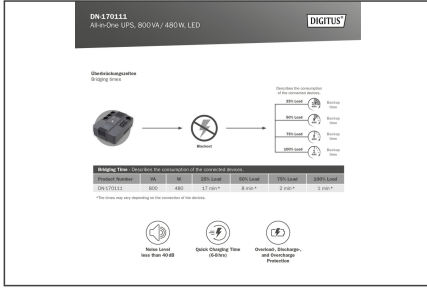 DN-170111
All-in-One UPS, 800 VA / 480 W, LED
DIGITUS®
Überbrückungszeiten
Bridging times
Describes the consumption
of the connected devices.
25% Load
Backup
time
50% Load
Backup
time
Blackout
75% Load
Backup
time
100% Load
Backup
time
Bridging Time - Describes the consumption of the connected devices.
Product Number VA W 25% Load 50% Load 75% Load 100% Load
DN-170111 800 480 17 min * 8 min * 2 min * 1 min *
*The times may vary depending on the connection of the devices.
Noise Level
less than 40 dB
Quick Charging Time
(6-8 hrs)
Overload-, Discharge-,
and Overcharge
Protection